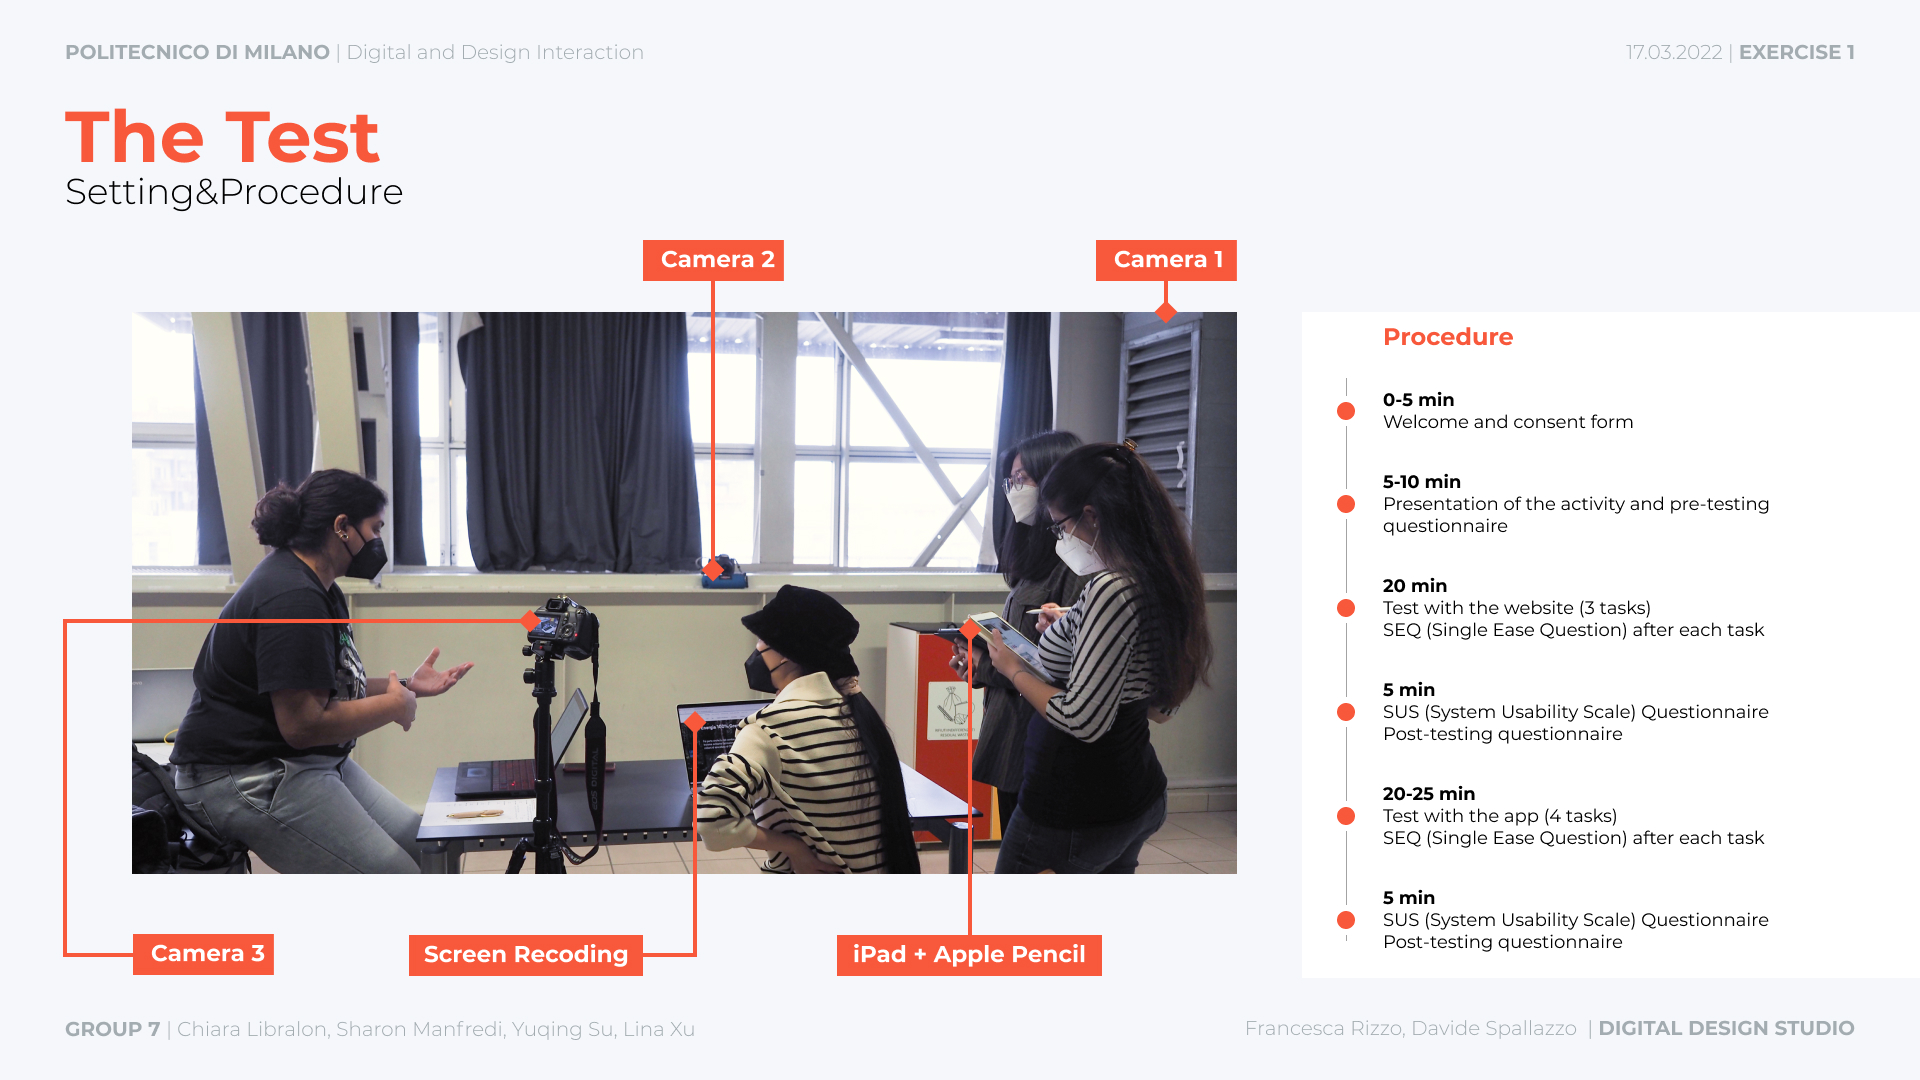 POLITECNICO DI MILANO | Digital and Design Interaction
17.03.2022 | EXERCISE 1
The Test
Setting&Procedure
Camera 2
Camera 1
Camera 3
Screen Recoding
iPad + Apple Pencil
Procedure
0-5 min
Welcome and consent form
5-10 min
Presentation of the activity and pre-testing
questionnaire
20 min
Test with the website (3 tasks)
SEQ (Single Ease Question) after each task
5 min
SUS (System Usability Scale) Questionnaire
Post-testing questionnaire
20-25 min
Test with the app (4 tasks)
SEQ (Single Ease Question) after each task
5 min
SUS (System Usability Scale) Questionnaire
Post-testing questionnaire
GROUP 7 | Chiara Libralon, Sharon Manfredi, Yuqing Su, Lina Xu
Francesca Rizzo, Davide Spallazzo | DIGITAL DESIGN STUDIO